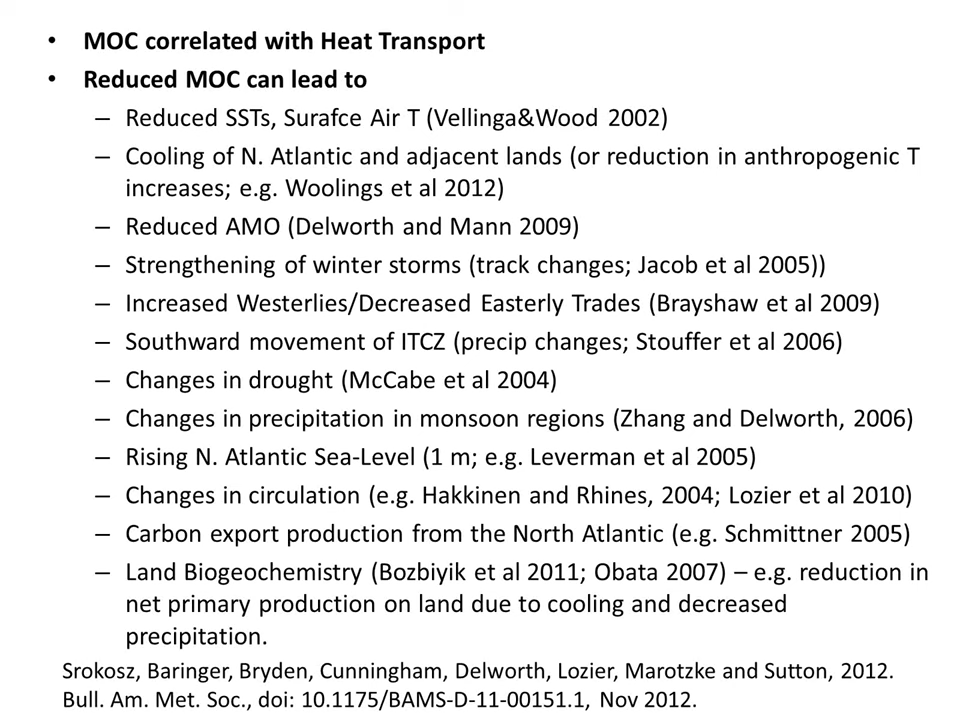 • MOC correlated with Heat Transport
• Reduced MOC can lead to
– Reduced SSTs, Surafce Air T (Vellinga&Wood 2002)
– Cooling of N. Atlantic and adjacent lands (or reduction in anthropogenic T
increases; e.g. Woolings et al 2012)
– Reduced AMO (Delworth and Mann 2009)
– Strengthening of winter storms (track changes; Jacob et al 2005))
– Increased Westerlies/Decreased Easterly Trades (Brayshaw et al 2009)
– Southward movement of ITCZ (precip changes; Stouffer et al 2006)
– Changes in drought (McCabe et al 2004)
– Changes in precipitation in monsoon regions (Zhang and Delworth, 2006)
– Rising N. Atlantic Sea-Level (1 m; e.g. Leverman et al 2005)
– Changes in circulation (e.g. Hakkinen and Rhines, 2004; Lozier et al 2010)
– Carbon export production from the North Atlantic (e.g. Schmittner 2005)
– Land Biogeochemistry (Bozbiyik et al 2011; Obata 2007) – e.g. reduction in
net primary production on land due to cooling and decreased
precipitation.
Srokosz, Baringer, Bryden, Cunningham, Delworth, Lozier, Marotzke and Sutton, 2012.
Bull. Am. Met. Soc., doi: 10.1175/BAMS-D-11-00151.1, Nov 2012.